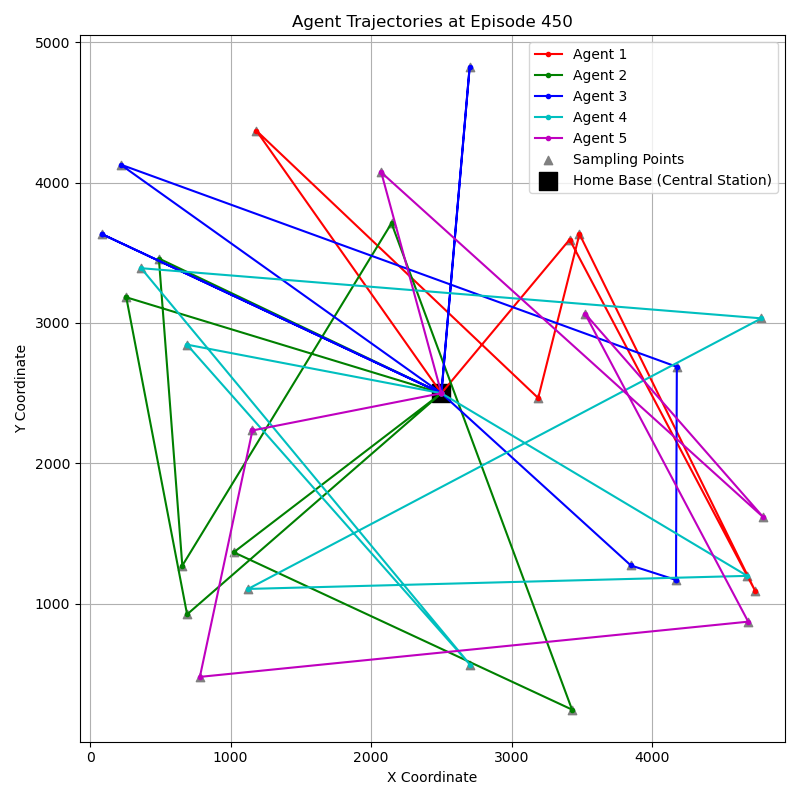 Agent Trajectories at Episode 450
Agent 1
Agent 2
Agent 3
Agent 4
Agent 5
Sampling Points
Home Base (Central Station)
Y Coordinate
5000
4000
3000
2000
1000
0 1000 2000 3000 4000
X Coordinate